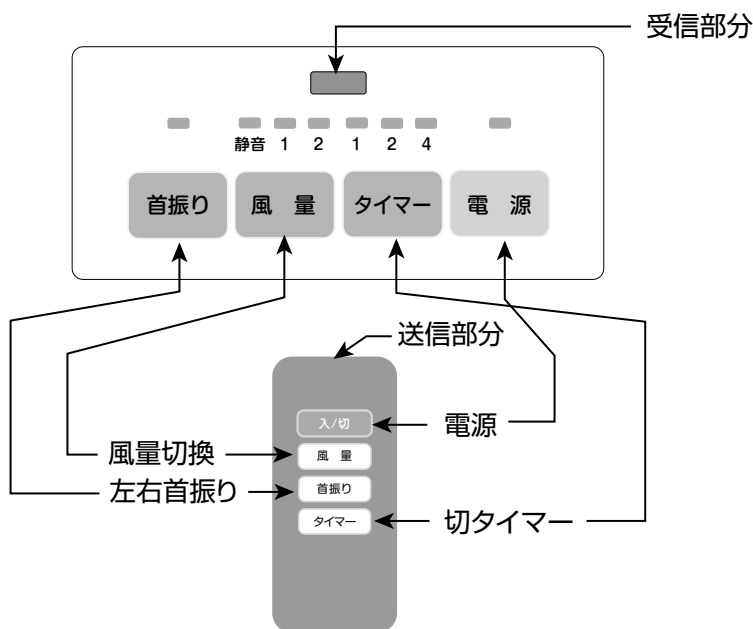 受信部分
静音 1 2 1 2 4
首振り 風 量 タイマー 電 源
送信部分
入/切 電源
風量切換 風 量
左右首振り 首振り
タイマー 切タイマー